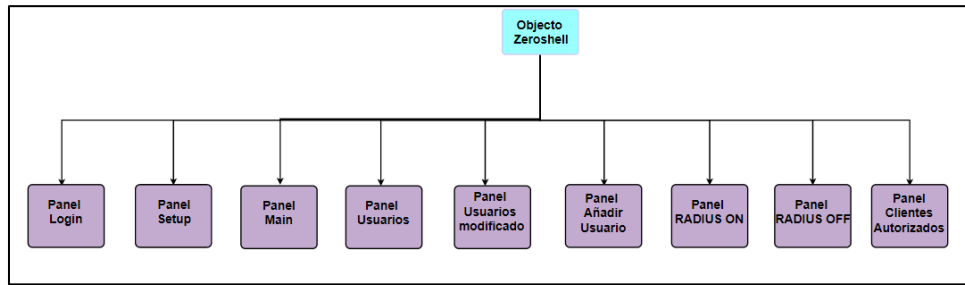 Objecto
Zeroshell
Panel
Login
Panel
Setup
Panel
Main
Panel
Usuarios
Panel
Usuarios
modificado
Panel
Añadir
Usuario
Panel
RADIUS ON
Panel
RADIUS OFF
Panel
Clientes
Autorizados